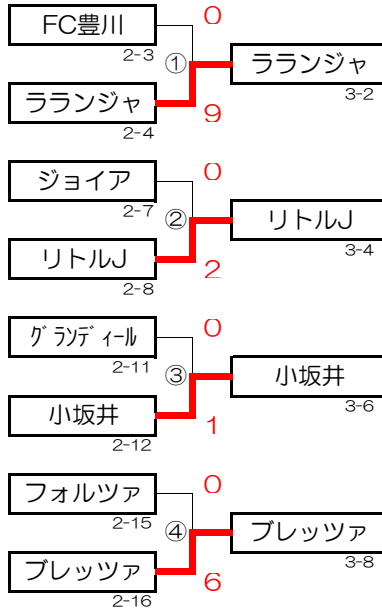 FC豊川
0
2-3
①
ラランジャ
3-2
ラランジャ
9
2-4
ジョイア
0
2-7
②
リトルJ
3-4
リトルJ
2
2-8
グランディール
0
2-11
③
小坂井
3-6
小坂井
1
2-12
フォルツァ
0
2-15
④
ブレッツァ
3-8
ブレッツァ
6
2-16